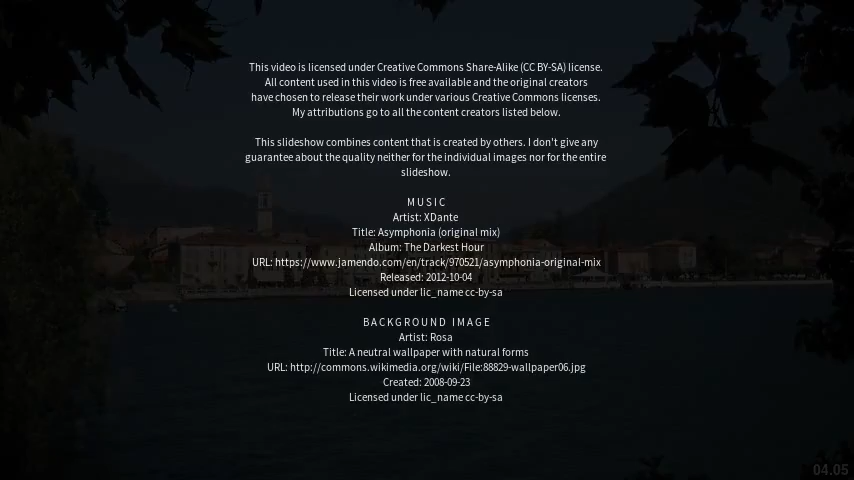 This video is licensed under Creative Commons Share-Alike (CC BY-SA) license.
All content used in this video is free available and the original creators
have chosen to release their work under various Creative Commons licenses.
My attributions go to all the content creators listed below.
This slideshow combines content that is created by others. I don't give any
guarantee about the quality neither for the individual images nor for the entire
slideshow.
MUSIC
Artist: XDante
Title: Asymphonia (original mix)
Album: The Darkest Hour
URL: https://www.jamendo.com/en/track/970521/asymphonia-original-mix
Released: 2012-10-04
Licensed under lic_name cc-by-sa
BACKGROUND IMAGE
Artist: Rosa
Title: A neutral wallpaper with natural forms
URL: http://commons.wikimedia.org/wiki/File:88829-wallpaper06.jpg
Created: 2008-09-23
Licensed under lic_name cc-by-sa
04.05